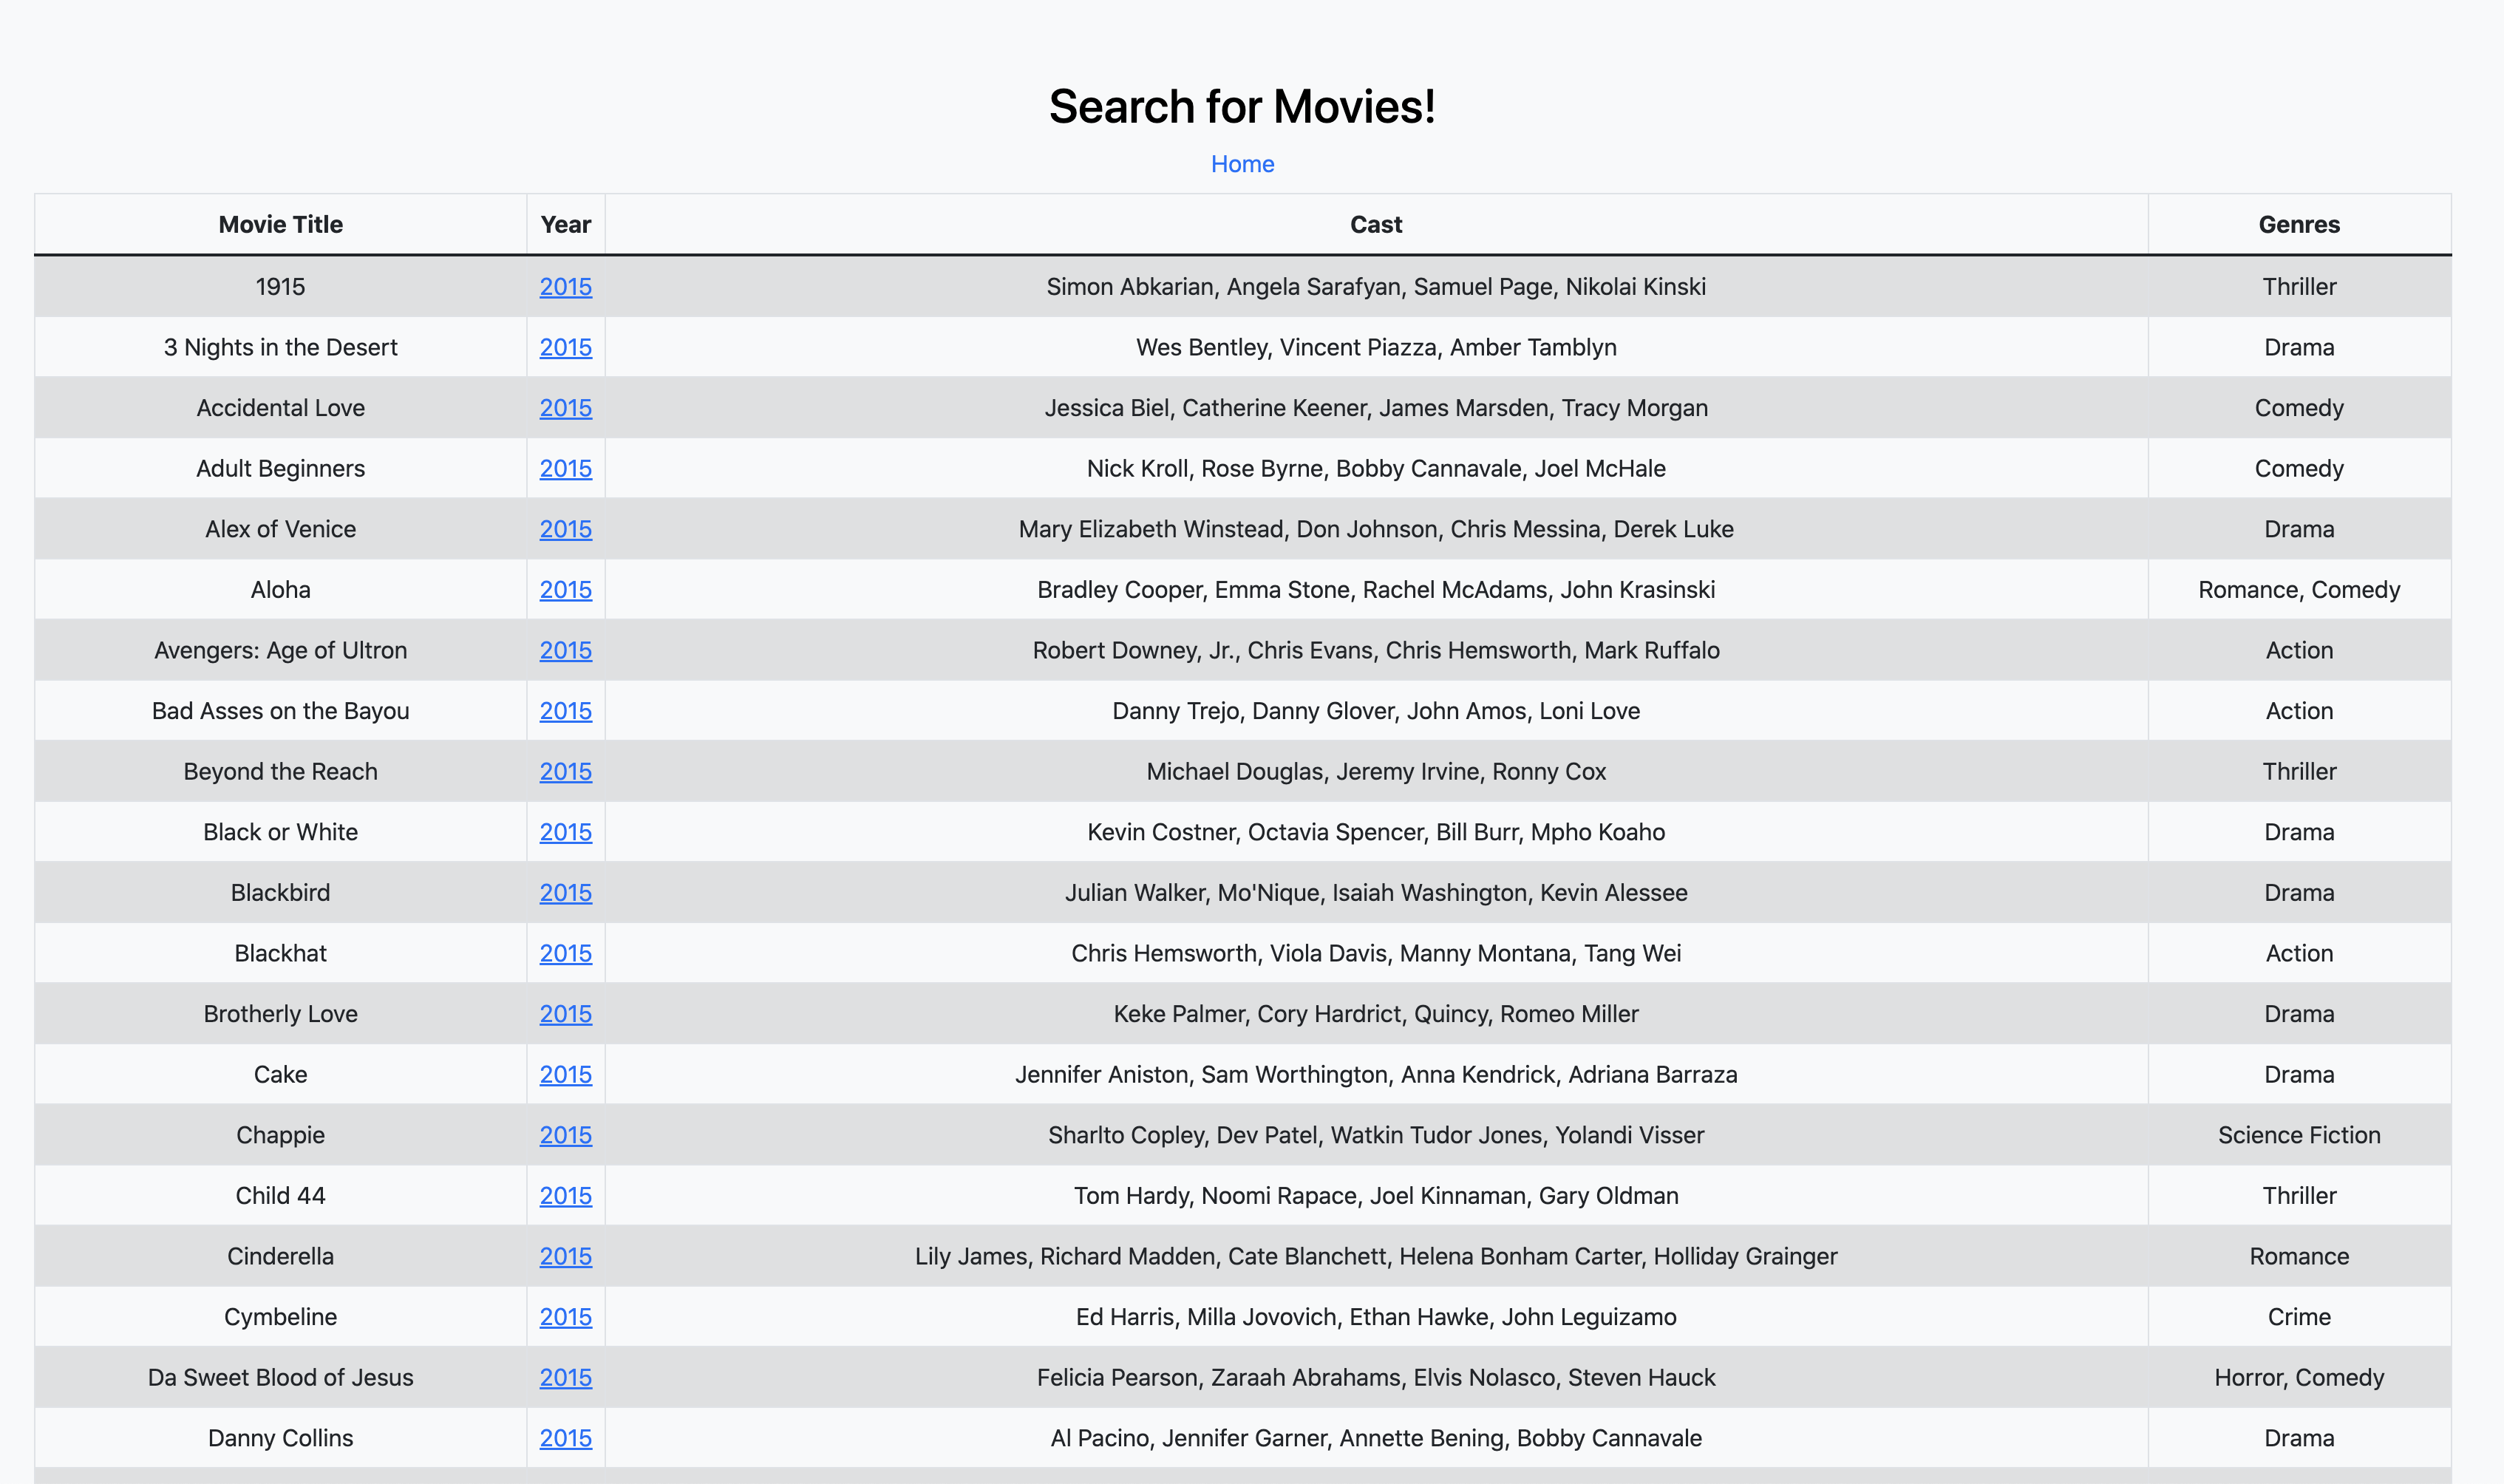 Search for Movies!
Home
Movie Title Year Cast Genres
1915 2015 Simon Abkarian, Angela Sarafyan, Samuel Page, Nikolai Kinski Thriller
3 Nights in the Desert 2015 Wes Bentley, Vincent Piazza, Amber Tamblyn Drama
Accidental Love 2015 Jessica Biel, Catherine Keener, James Marsden, Tracy Morgan Comedy
Adult Beginners 2015 Nick Kroll, Rose Byrne, Bobby Cannavale, Joel McHale Comedy
Alex of Venice 2015 Mary Elizabeth Winstead, Don Johnson, Chris Messina, Derek Luke Drama
Aloha 2015 Bradley Cooper, Emma Stone, Rachel McAdams, John Krasinski Romance, Comedy
Avengers: Age of Ultron 2015 Robert Downey, Jr., Chris Evans, Chris Hemsworth, Mark Ruffalo Action
Bad Asses on the Bayou 2015 Danny Trejo, Danny Glover, John Amos, Loni Love Action
Beyond the Reach 2015 Michael Douglas, Jeremy Irvine, Ronny Cox Thriller
Black or White 2015 Kevin Costner, Octavia Spencer, Bill Burr, Mpho Koaho Drama
Blackbird 2015 Julian Walker, Mo'Nique, Isaiah Washington, Kevin Alessee Drama
Blackhat 2015 Chris Hemsworth, Viola Davis, Manny Montana, Tang Wei Action
Brotherly Love 2015 Keke Palmer, Cory Hardrict, Quincy, Romeo Miller Drama
Cake 2015 Jennifer Aniston, Sam Worthington, Anna Kendrick, Adriana Barraza Drama
Chappie 2015 Sharlto Copley, Dev Patel, Watkin Tudor Jones, Yolandi Visser Science Fiction
Child 44 2015 Tom Hardy, Noomi Rapace, Joel Kinnaman, Gary Oldman Thriller
Cinderella 2015 Lily James, Richard Madden, Cate Blanchett, Helena Bonham Carter, Holliday Grainger Romance
Cymbeline 2015 Ed Harris, Milla Jovovich, Ethan Hawke, John Leguizamo Crime
Da Sweet Blood of Jesus 2015 Felicia Pearson, Zaraah Abrahams, Elvis Nolasco, Steven Hauck Horror, Comedy
Danny Collins 2015 Al Pacino, Jennifer Garner, Annette Bening, Bobby Cannavale Drama